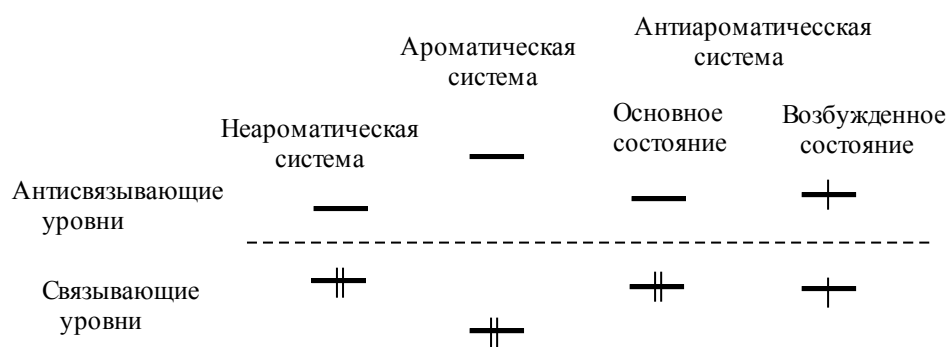 Антиароматичесская
система
Ароматическая
система
Основное
состояние
Возбужденное
состояние
Неароматическая
система
Антисвязывающие
уровни
Связывающие
уровни